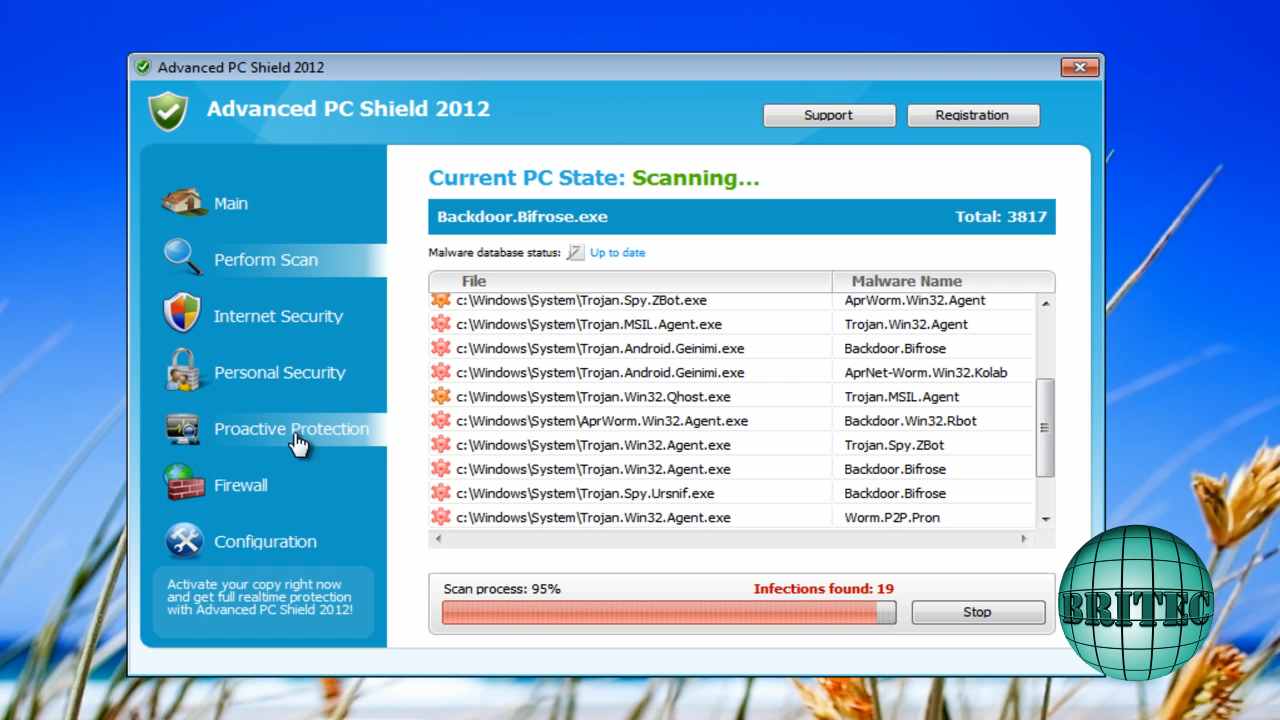 Advanced PC Shield 2012
Advanced PC Shield 2012
Support
Registration
Main
Perform Scan
Internet Security
Personal Security
Proactive Protection
Firewall
Configuration
Activate your copy right now
and get full realtime protection
with Advanced PC Shield 2012!
Current PC State: Scanning...
Backdoor.Bifrose.exe Total: 3817
Malware database status: Up to date
File Malware Name
c:\Windows\System\Trojan.Spy.ZBot.exe AprWorm.Win32.Agent
c:\Windows\System\Trojan.MSIL.Agent.exe Trojan.Win32.Agent
c:\Windows\System\Trojan.Android.Geinimi.exe Backdoor.Bifrose
c:\Windows\System\Trojan.Android.Geinimi.exe AprNet-Worm.Win32.Kolab
c:\Windows\System\Trojan.Win32.Qhost.exe Trojan.MSIL.Agent
c:\Windows\System\AprWorm.Win32.Agent.exe Backdoor.Win32.Rbot
c:\Windows\System\Trojan.Win32.Agent.exe Trojan.Spy.ZBot
c:\Windows\System\Trojan.Win32.Agent.exe Backdoor.Bifrose
c:\Windows\System\Trojan.Spy.Ursnif.exe Backdoor.Bifrose
c:\Windows\System\Trojan.Win32.Agent.exe Worm.P2P.Pron
Scan process: 95% Infections found: 19
Stop
BRITEC